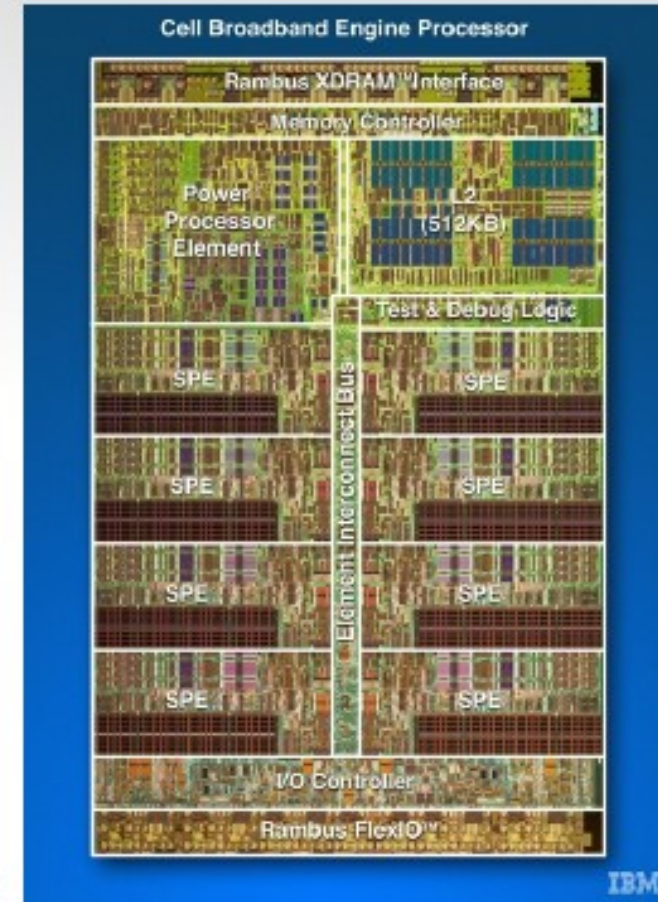 Cell Broadband Engine Processor
Rambus XDRAM™ Interface
Memory Controller
Power
Processor
Element
L2
(512KB)
Test & Debug Logic
Element Interconnect Bus
SPE
SPE
SPE
SPE
SPE
SPE
SPE
SPE
I/O Controller
Rambus FlexIO™
IBM